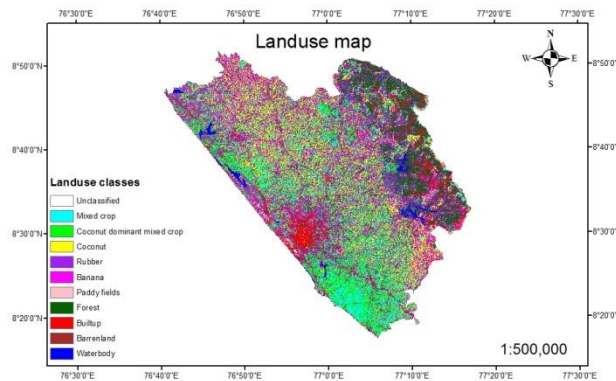 76°30'0"E 76°40'0"E 76°50'0"E 77°0'0"E 77°10'0"E 77°20'0"E 77°30'0"E
Landuse map
N
W E
S
8°50'0"N 8°50'0"N
8°40'0"N 8°40'0"N
8°30'0"N 8°30'0"N
8°20'0"N 8°20'0"N
Landuse classes
Unclassified
Mixed crop
Coconut dominant mixed crop
Coconut
Rubber
Banana
Paddy fields
Forest
Builtup
Barrenland
Waterbody
1:500,000
76°30'0"E 76°40'0"E 76°50'0"E 77°0'0"E 77°10'0"E 77°20'0"E 77°30'0"E